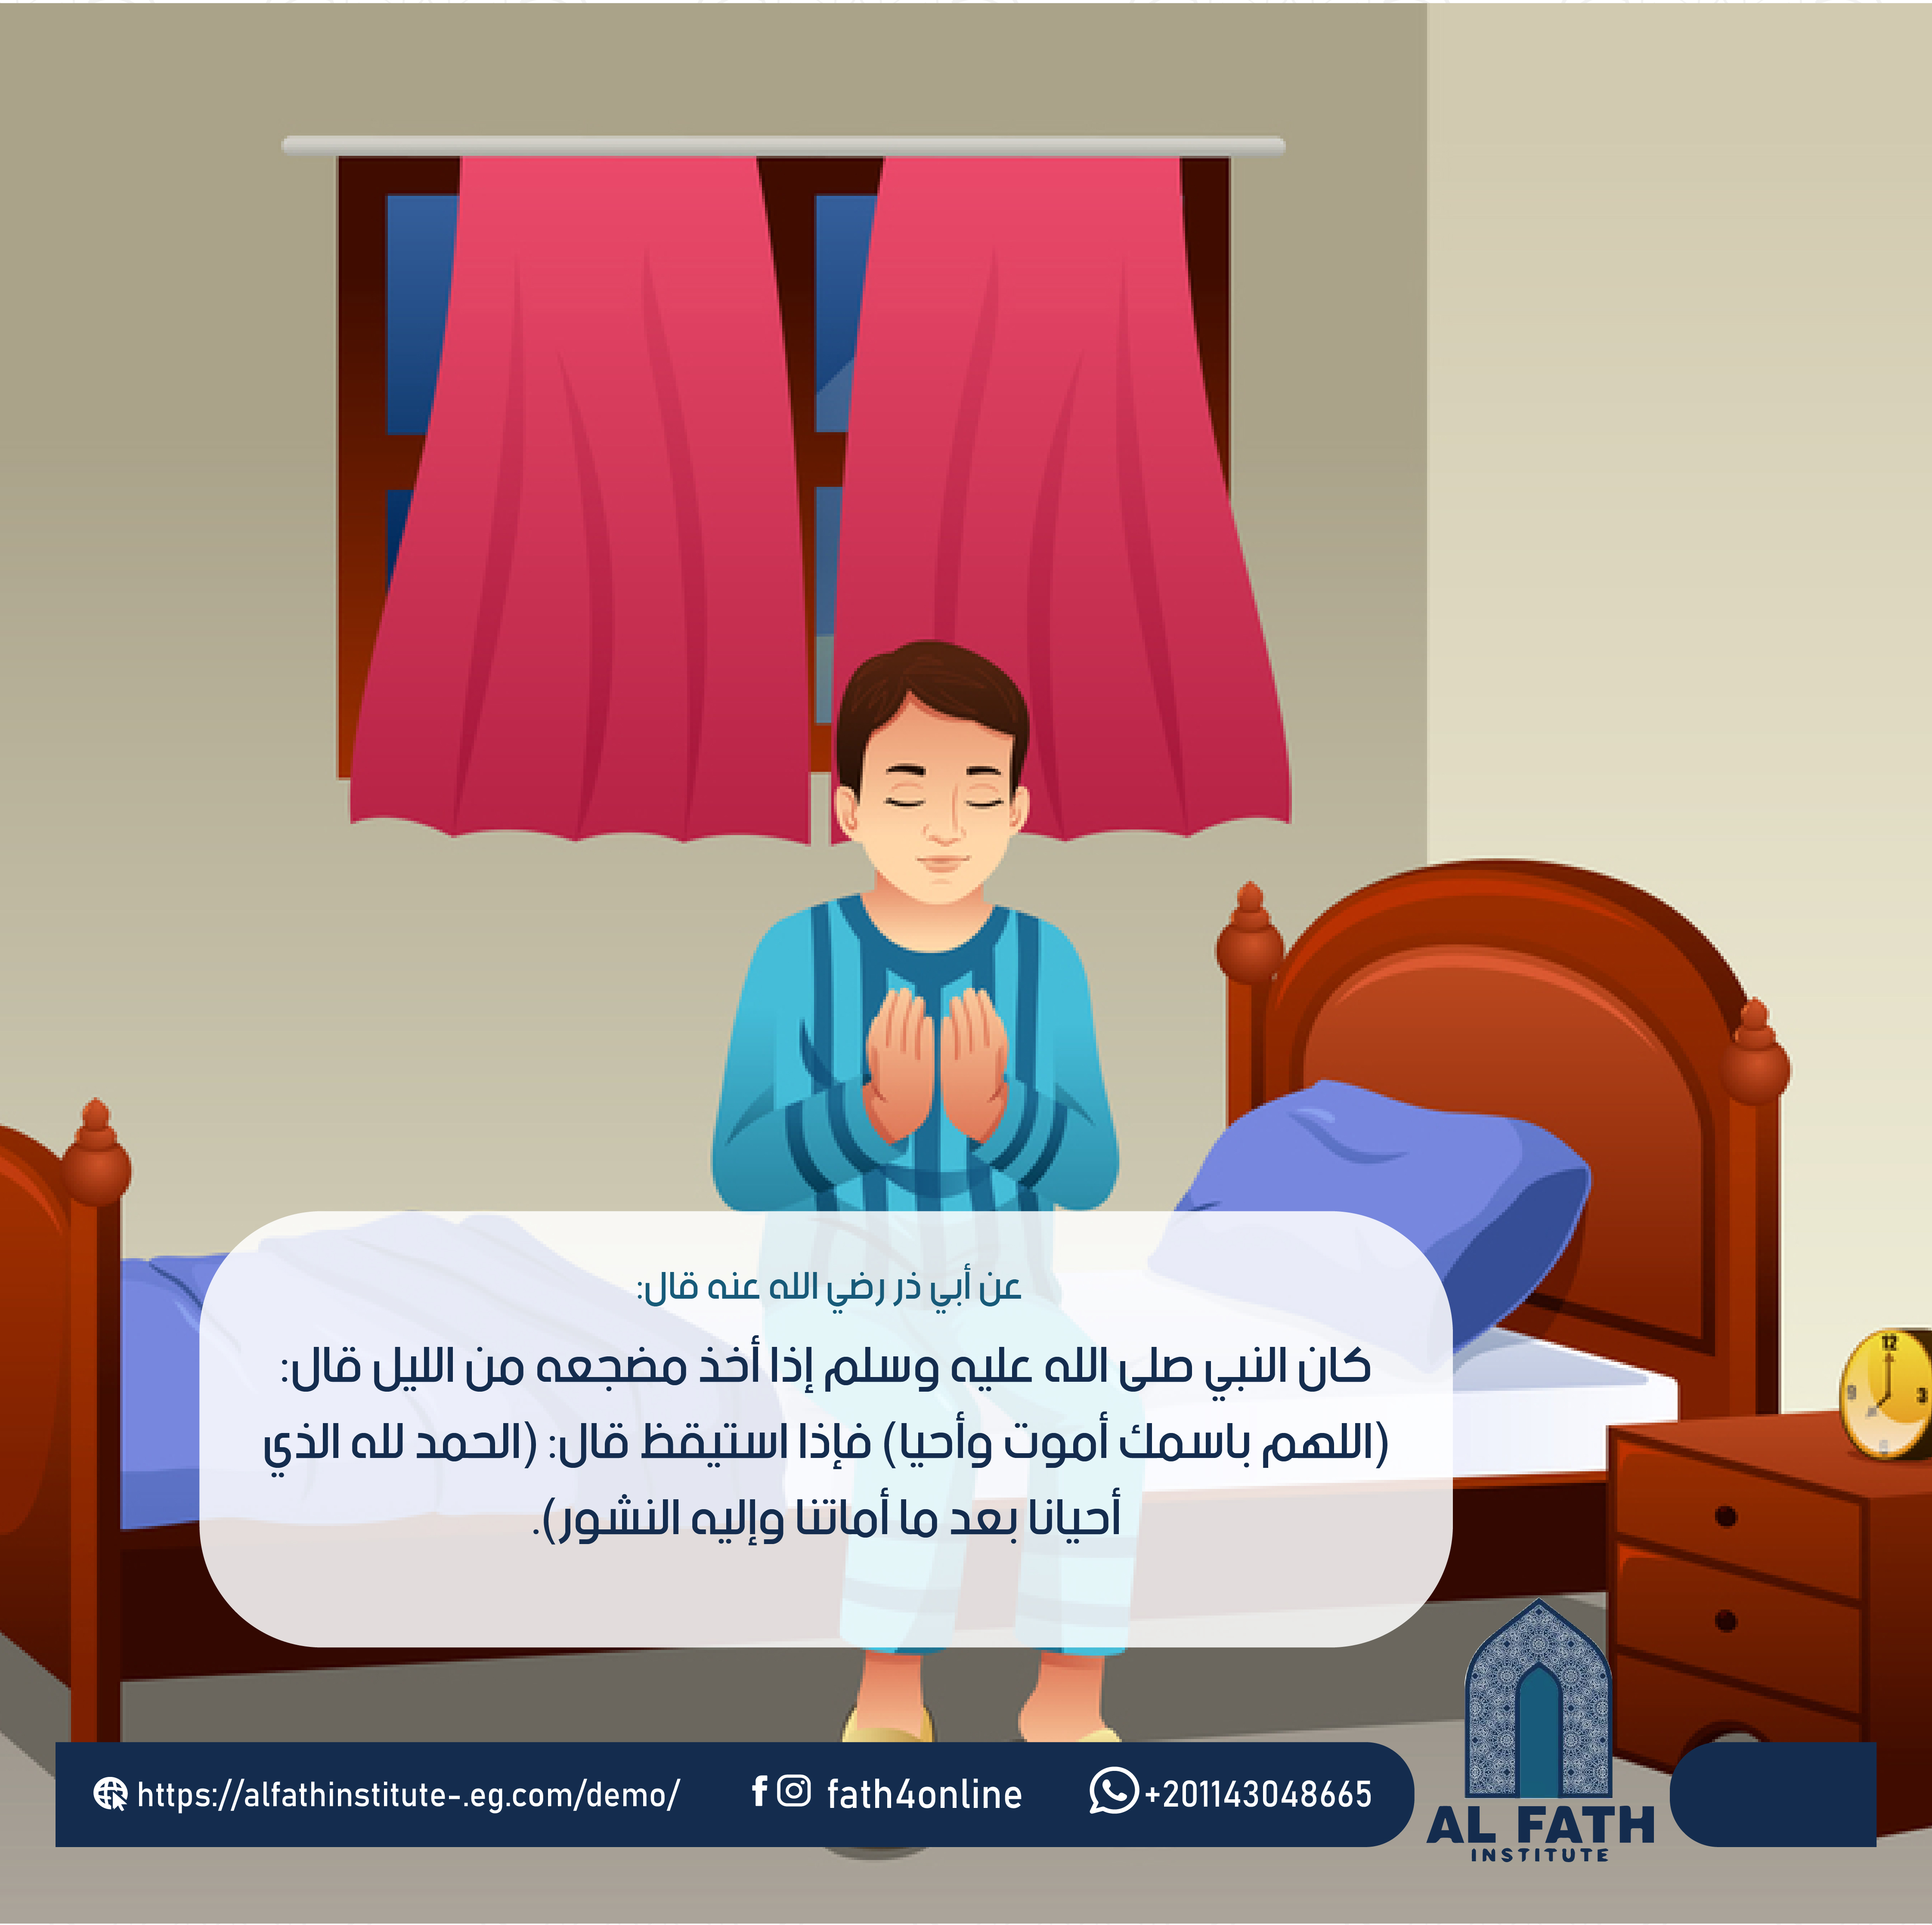 عن أبي ذر رضي الله عنه قال:
كان النبي صلى الله عليه وسلم إذا أخذ مضجعه من الليل قال:
(اللهم باسمك أموت وأحيا) فإذا استيقظ قال: (الحمد لله الذي
أحيانا بعد ما أماتنا وإليه النشور).
12
9
3
6
https://alfathinstitute-.eg.com/demo/
fath4online
+201143048665
AL FATH
INSTITUTE